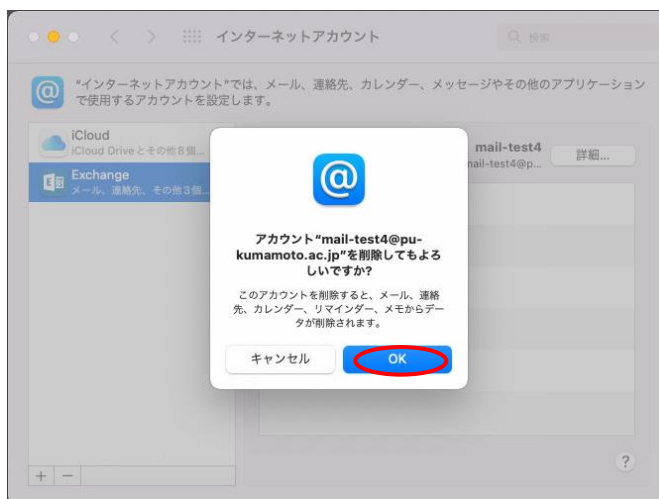 インターネットアカウント
検索
"インターネットアカウント"では、メール、連絡先、カレンダー、メッセージやその他のアプリケーション
で使用するアカウントを設定します。
iCloud
iCloud Drive とその他 8 個...
Exchange
メール、連絡先、その他 3 個...
mail-test4
mail-test4@p...
詳細...
アカウント"mail-test4@pu-
kumamoto.ac.jp"を削除してもよろ
しいですか?
このアカウントを削除すると、メール、連絡
先、カレンダー、リマインダー、メモからデー
タが削除されます。
キャンセル
OK
+ −
?